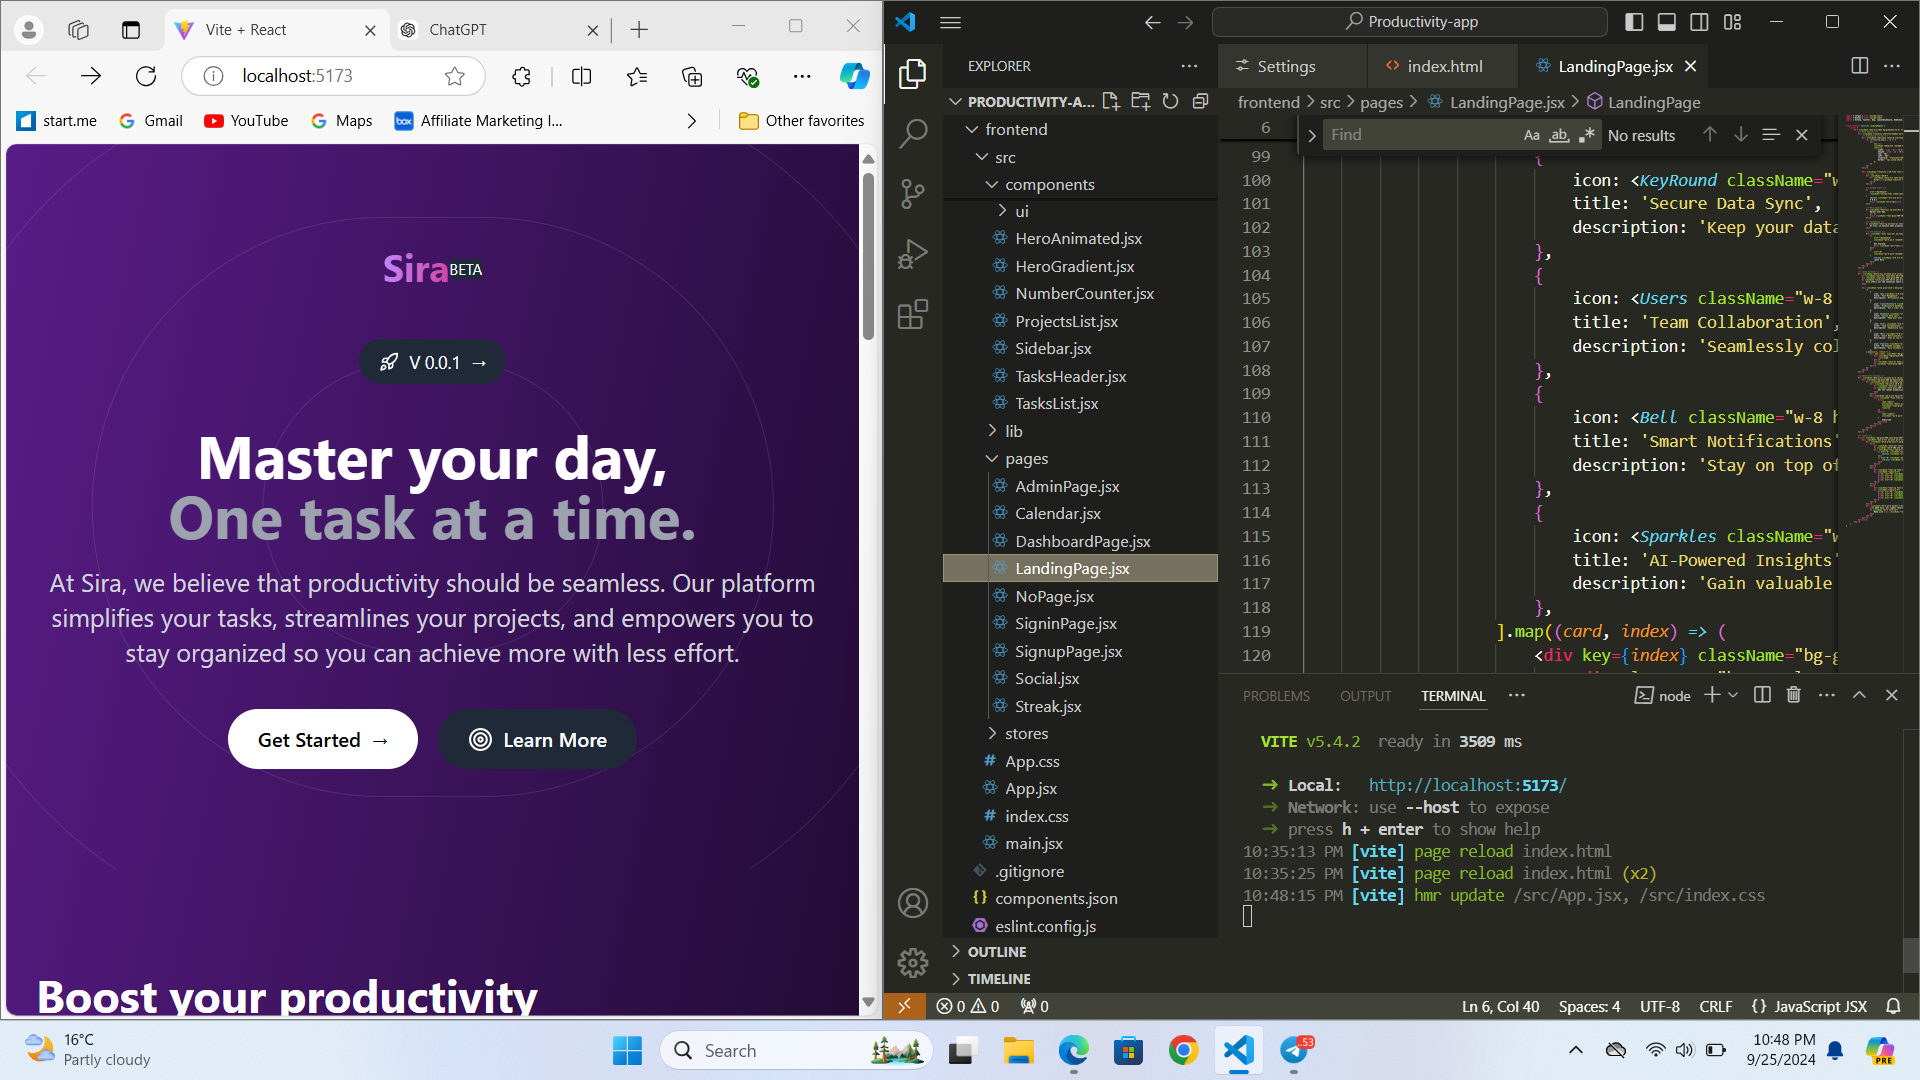 Vite + React
ChatGPT
localhost:5173
start.me
Gmail
YouTube
Maps
Affiliate Marketing I...
Other favorites
Sira BETA
V 0.0.1 →
Master your day,
One task at a time.
At Sira, we believe that productivity should be seamless. Our platform
simplifies your tasks, streamlines your projects, and empowers you to
stay organized so you can achieve more with less effort.
Get Started →
Learn More
Boost your productivity
Productivity-app
EXPLORER
PRODUCTIVITY-A...
frontend
src
components
ui
HeroAnimated.jsx
HeroGradient.jsx
NumberCounter.jsx
ProjectsList.jsx
Sidebar.jsx
TasksHeader.jsx
TasksList.jsx
lib
pages
AdminPage.jsx
Calendar.jsx
DashboardPage.jsx
LandingPage.jsx
NoPage.jsx
SigninPage.jsx
SignupPage.jsx
Social.jsx
Streak.jsx
stores
App.css
App.jsx
index.css
main.jsx
.gitignore
components.json
eslint.config.js
OUTLINE
TIMELINE
Settings
index.html
LandingPage.jsx
frontend > src > pages > LandingPage.jsx > LandingPage
Find
Aa ab
No results
6
99 {
100 icon: <KeyRound className="w
101 title: 'Secure Data Sync',
102 description: 'Keep your data
103 },
104 {
105 icon: <Users className="w-8
106 title: 'Team Collaboration',
107 description: 'Seamlessly col
108 },
109 {
110 icon: <Bell className="w-8 h
111 title: 'Smart Notifications'
112 description: 'Stay on top of
113 },
114 {
115 icon: <Sparkles className="w
116 title: 'AI-Powered Insights'
117 description: 'Gain valuable
118 },
119 ].map((card, index) => (
120 <div key={index} className="bg-g
PROBLEMS
OUTPUT
TERMINAL
node
VITE v5.4.2 ready in 3509 ms
→ Local: http://localhost:5173/
→ Network: use --host to expose
→ press h + enter to show help
10:35:13 PM [vite] page reload index.html
10:35:25 PM [vite] page reload index.html (x2)
10:48:15 PM [vite] hmr update /src/App.jsx, /src/index.css
0 0 0
Ln 6, Col 40
Spaces: 4
UTF-8
CRLF
{ } JavaScript JSX
16°C
Partly cloudy
Search
53
10:48 PM
9/25/2024
PRE